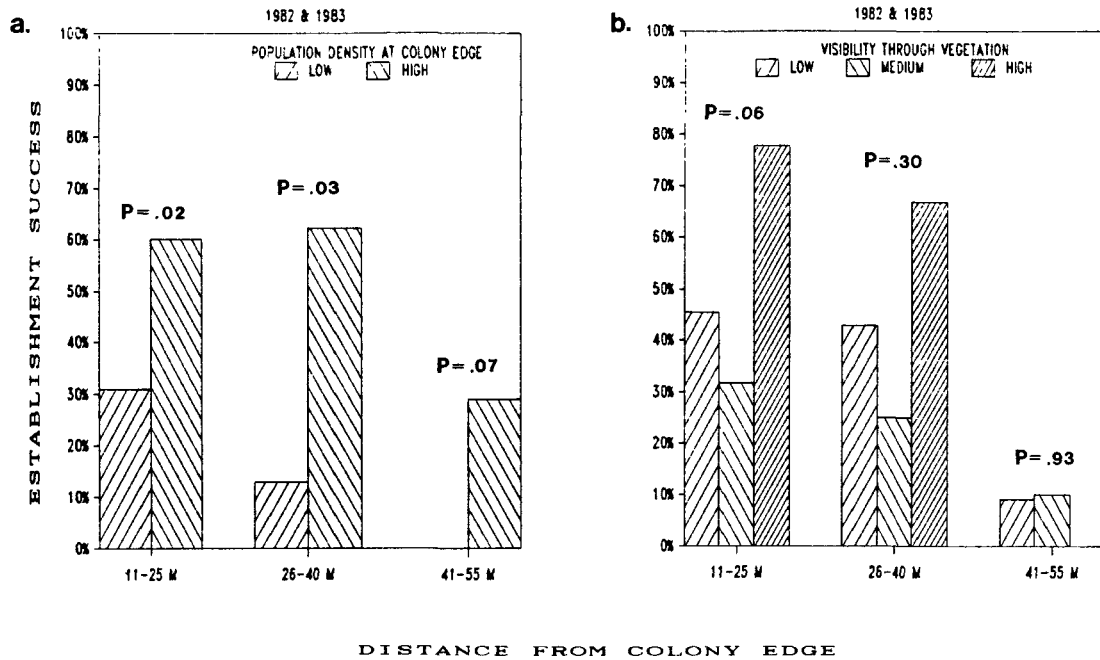 a.
1982 & 1983
100%
90%
80%
70%
60%
50%
40%
30%
20%
10%
0%
POPULATION DENSITY AT COLONY EDGE
LOW HIGH
P=.02
P=.03
P=.07
11-25 M
26-40 M
41-55 M
ESTABLISHMENT SUCCESS
b.
1982 & 1983
100%
90%
80%
70%
60%
50%
40%
30%
20%
10%
0%
VISIBILITY THROUGH VEGETATION
LOW MEDIUM HIGH
P=.06
P=.30
P=.93
11-25 M
26-40 M
41-55 M
DISTANCE FROM COLONY EDGE